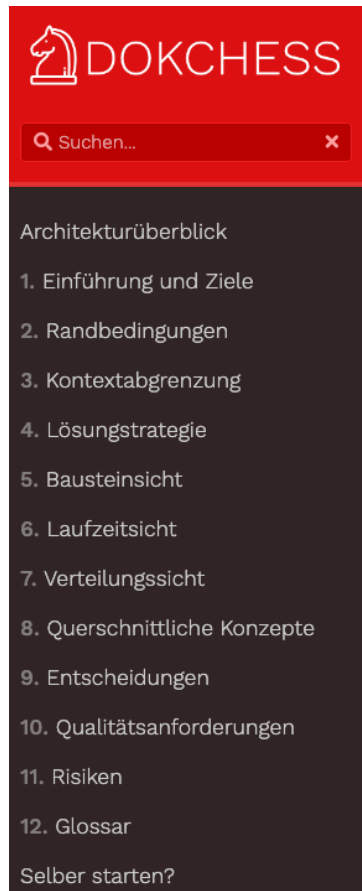 DOKCHESS
Suchen...
Architekturüberblick
1. Einführung und Ziele
2. Randbedingungen
3. Kontextabgrenzung
4. Lösungstrategie
5. Bausteinsicht
6. Laufzeitsicht
7. Verteilungssicht
8. Querschnittliche Konzepte
9. Entscheidungen
10. Qualitätsanforderungen
11. Risiken
12. Glossar
Selber starten?